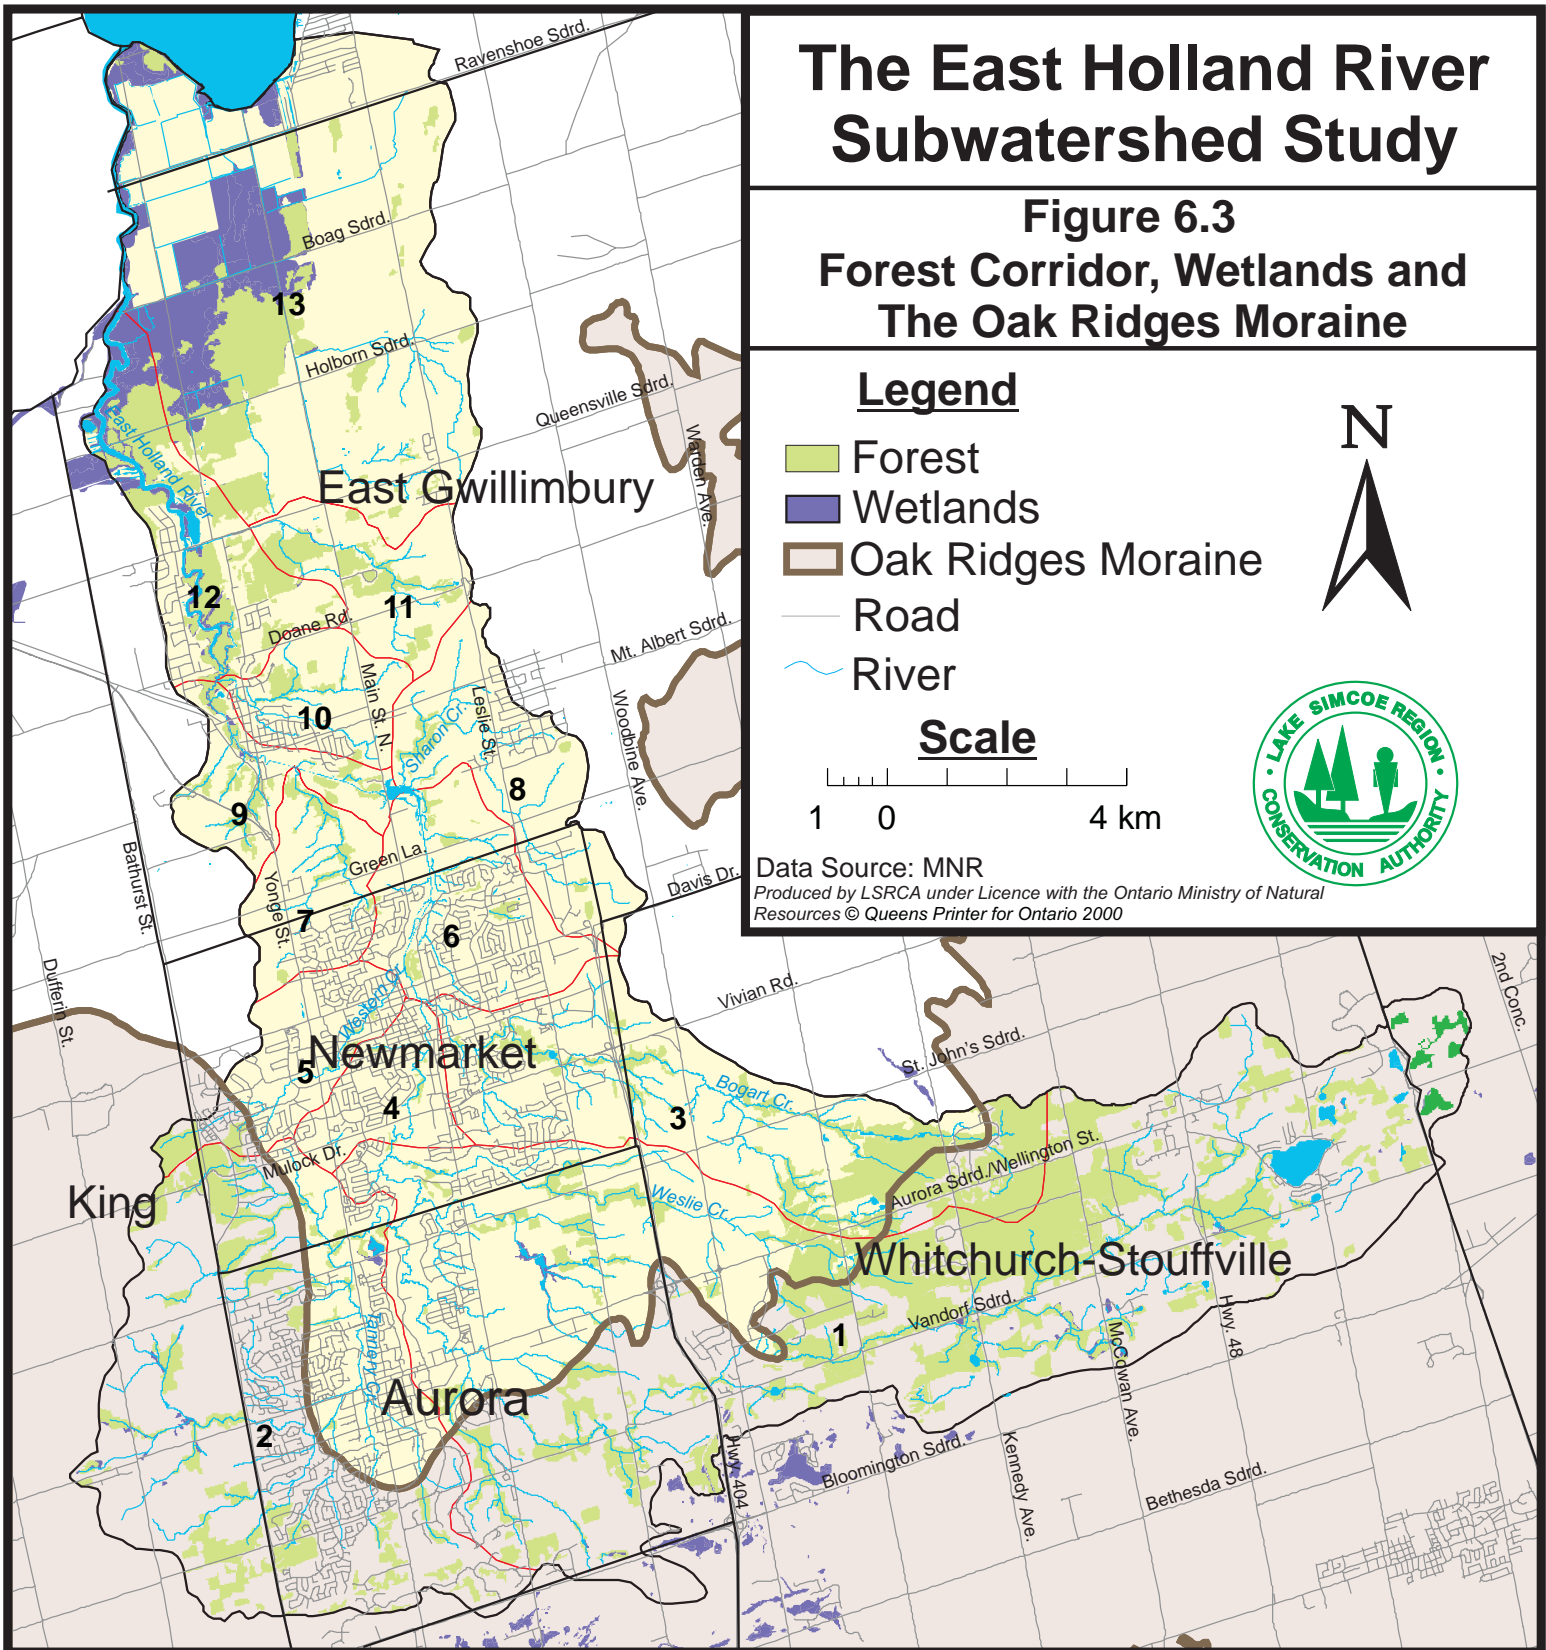 The East Holland River
Subwatershed Study
Figure 6.3
Forest Corridor, Wetlands and
The Oak Ridges Moraine
Legend
Forest
Wetlands
Oak Ridges Moraine
Road
River
N
Scale
1 0 4 km
LAKE SIMCOE REGION
CONSERVATION AUTHORITY
Data Source: MNR
Produced by LSRCA under Licence with the Ontario Ministry of Natural
Resources © Queens Printer for Ontario 2000
Ravenshoe Sdrd.
Boag Sdrd.
13
Holborn Sdrd.
Queensville Sdrd.
Warden Ave.
East Holland River
East Gwillimbury
12
11
Doane Rd.
Mt. Albert Sdrd.
Main St. N.
Leslie St.
Woodbine Ave.
10
Sharon Cr.
8
9
Green La.
Bathurst St.
Davis Dr.
Yonge St.
7
6
Dufferin St.
Western Cr.
Vivian Rd.
2nd Conc.
Newmarket
5
St. John's Sdrd.
4
Bogart Cr.
3
Mulock Dr.
Aurora Sdrd./Wellington St.
King
Weslie Cr.
Whitchurch-Stouffville
Vandorf Sdrd.
Hwy. 48
1
McCowan Ave.
Tannery Cr.
Aurora
2
Hwy. 404
Bloomington Sdrd.
Kennedy Ave.
Bethesda Sdrd.